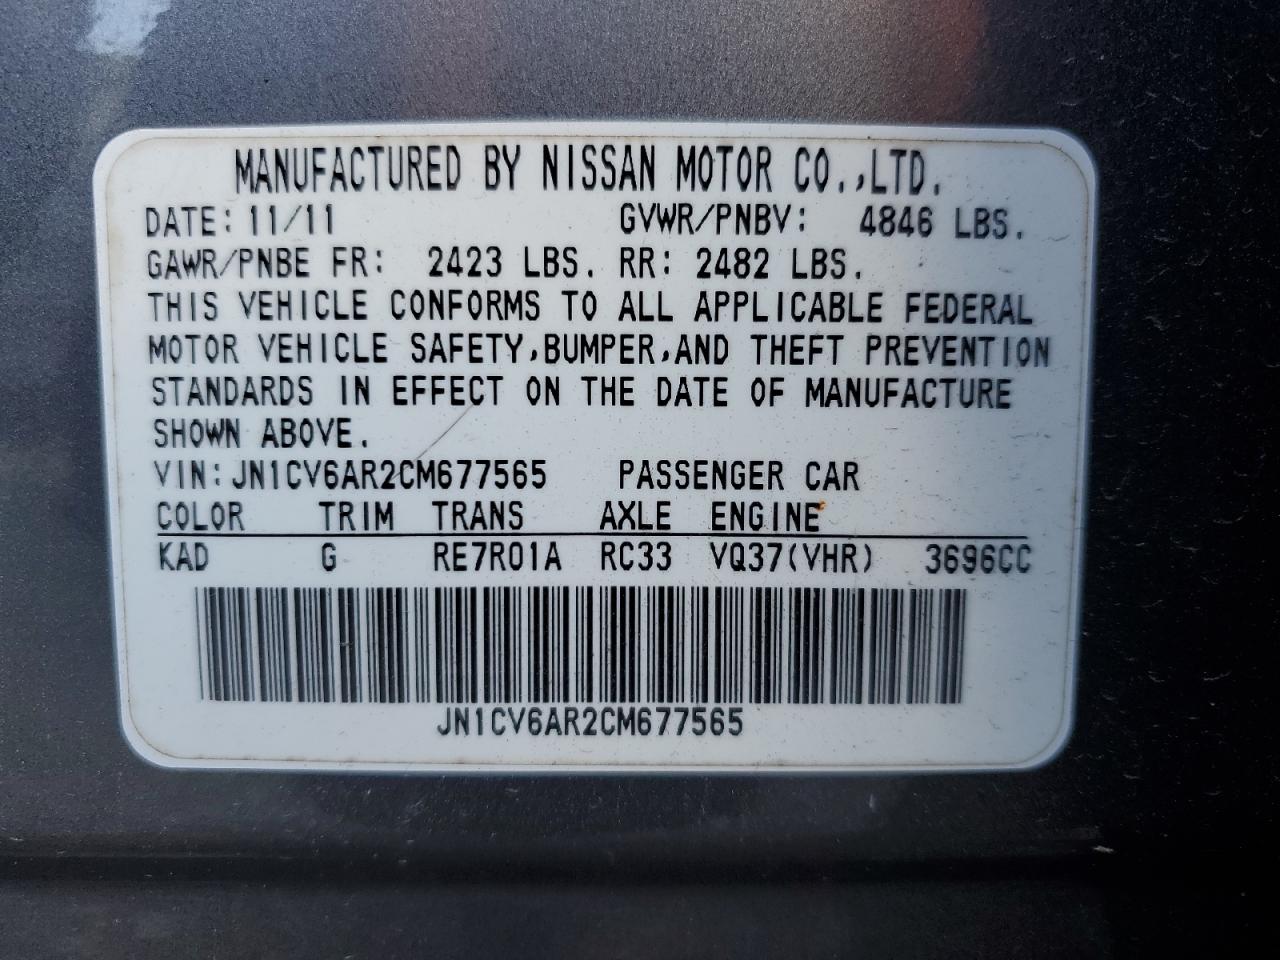 MANUFACTURED BY NISSAN MOTOR CO.,LTD.
DATE: 11/11 GVWR/PNBV: 4846 LBS.
GAWR/PNBE FR: 2423 LBS. RR: 2482 LBS.
THIS VEHICLE CONFORMS TO ALL APPLICABLE FEDERAL
MOTOR VEHICLE SAFETY,BUMPER,AND THEFT PREVENTION
STANDARDS IN EFFECT ON THE DATE OF MANUFACTURE
SHOWN ABOVE.
VIN:JN1CV6AR2CM677565 PASSENGER CAR
COLOR TRIM TRANS AXLE ENGINE
KAD G RE7R01A RC33 VQ37(VHR) 3696CC
JN1CV6AR2CM677565